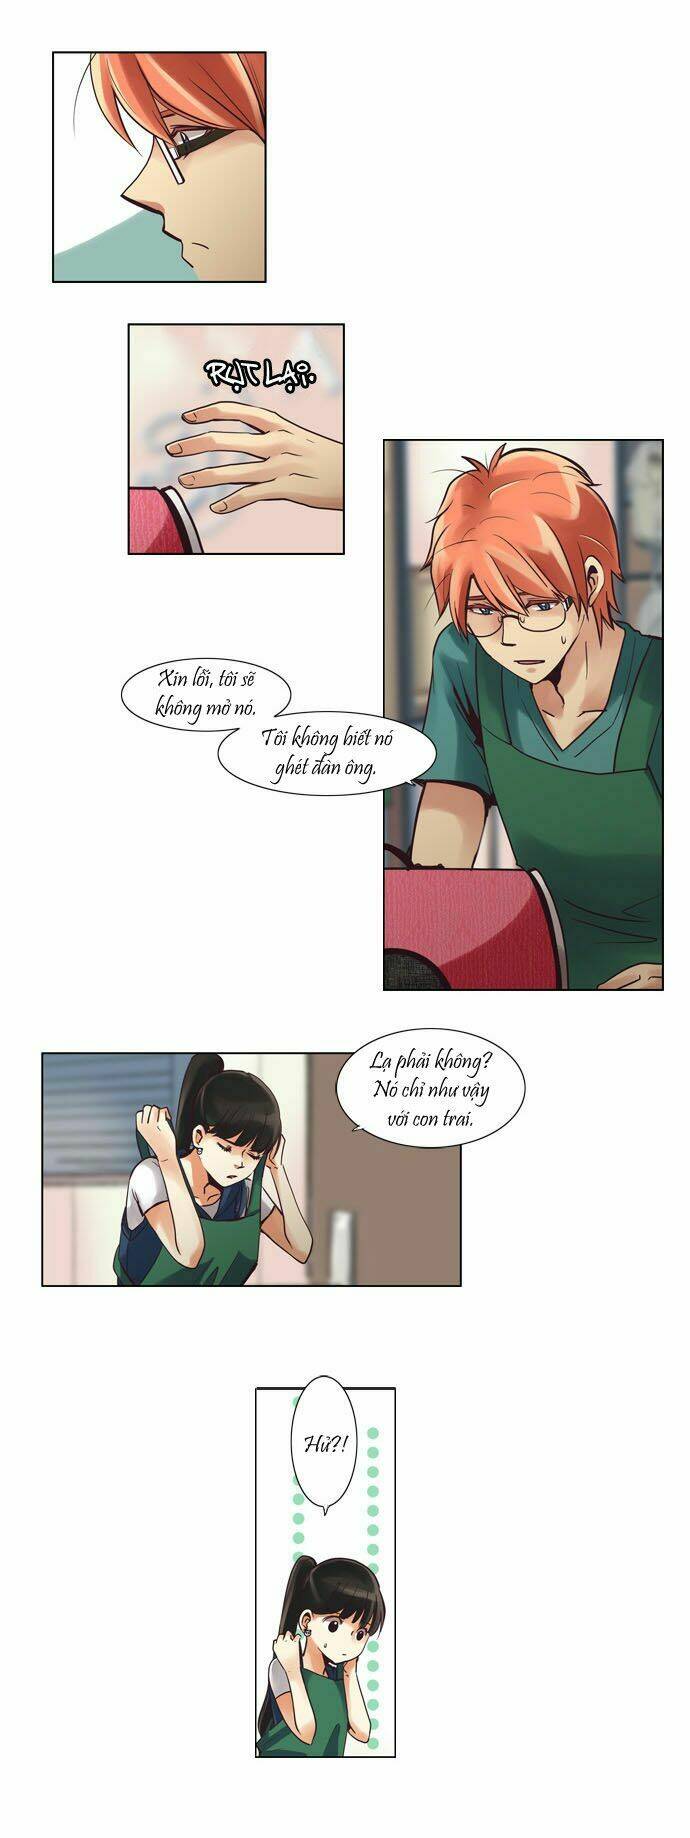 RỤT LẠI.
Xin lỗi, tôi sẽ
không mở nó.
Tôi không biết nó
ghét đàn ông.
Lạ phải không?
Nó chỉ như vậy
với con trai.
Hử?!